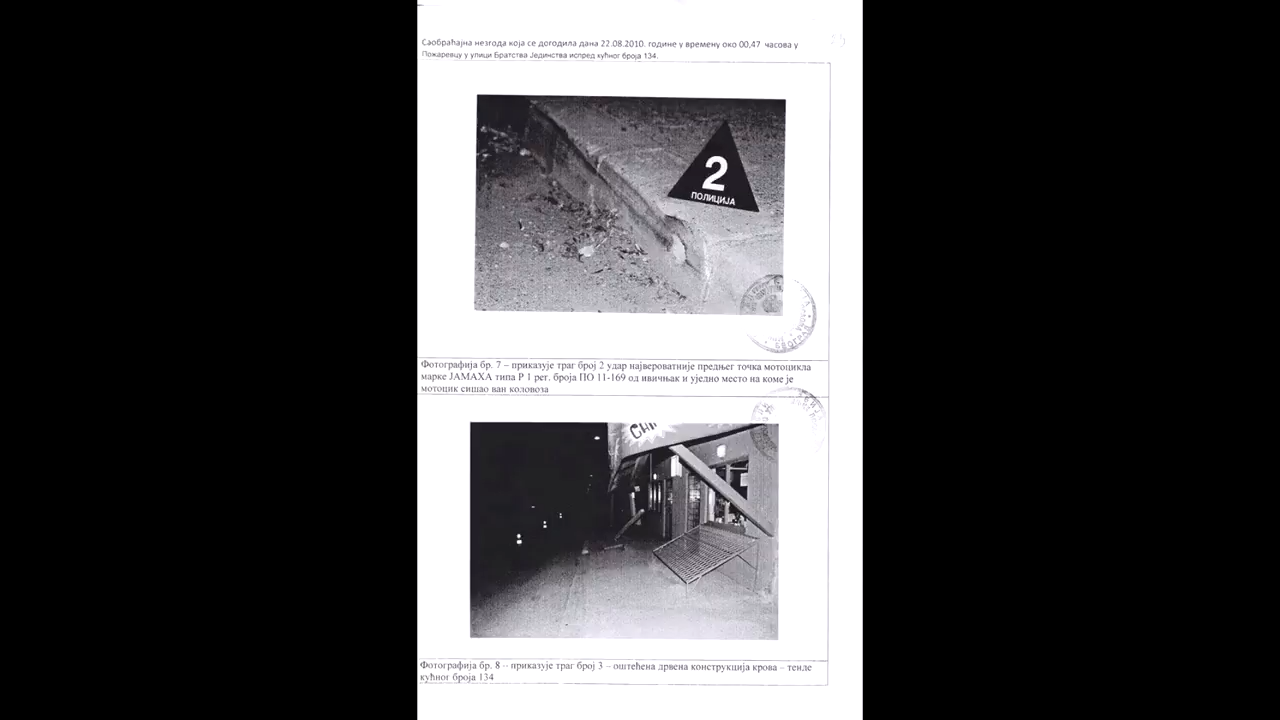 Саобраћајна незгода која се догодила дана 22.08.2010. године у времену око 00,47 часова у
Пожаревцу у улици Братства Јединства испред кућног броја 134.
2
ПОЛИЦИЈА
БЕОГРАД
Фотографија бр. 7 – приказује траг број 2 удар највероватније предњег точка мотоцикла
марке ЈАМАХА типа Р 1 рег. броја ПО 11-169 од ивичњак и уједно место на коме је
мотоцик сишао ван коловоза
Фотографија бр. 8 – приказује траг број 3 – оштећена дрвена конструкција крова – тенле
кућног броја 134